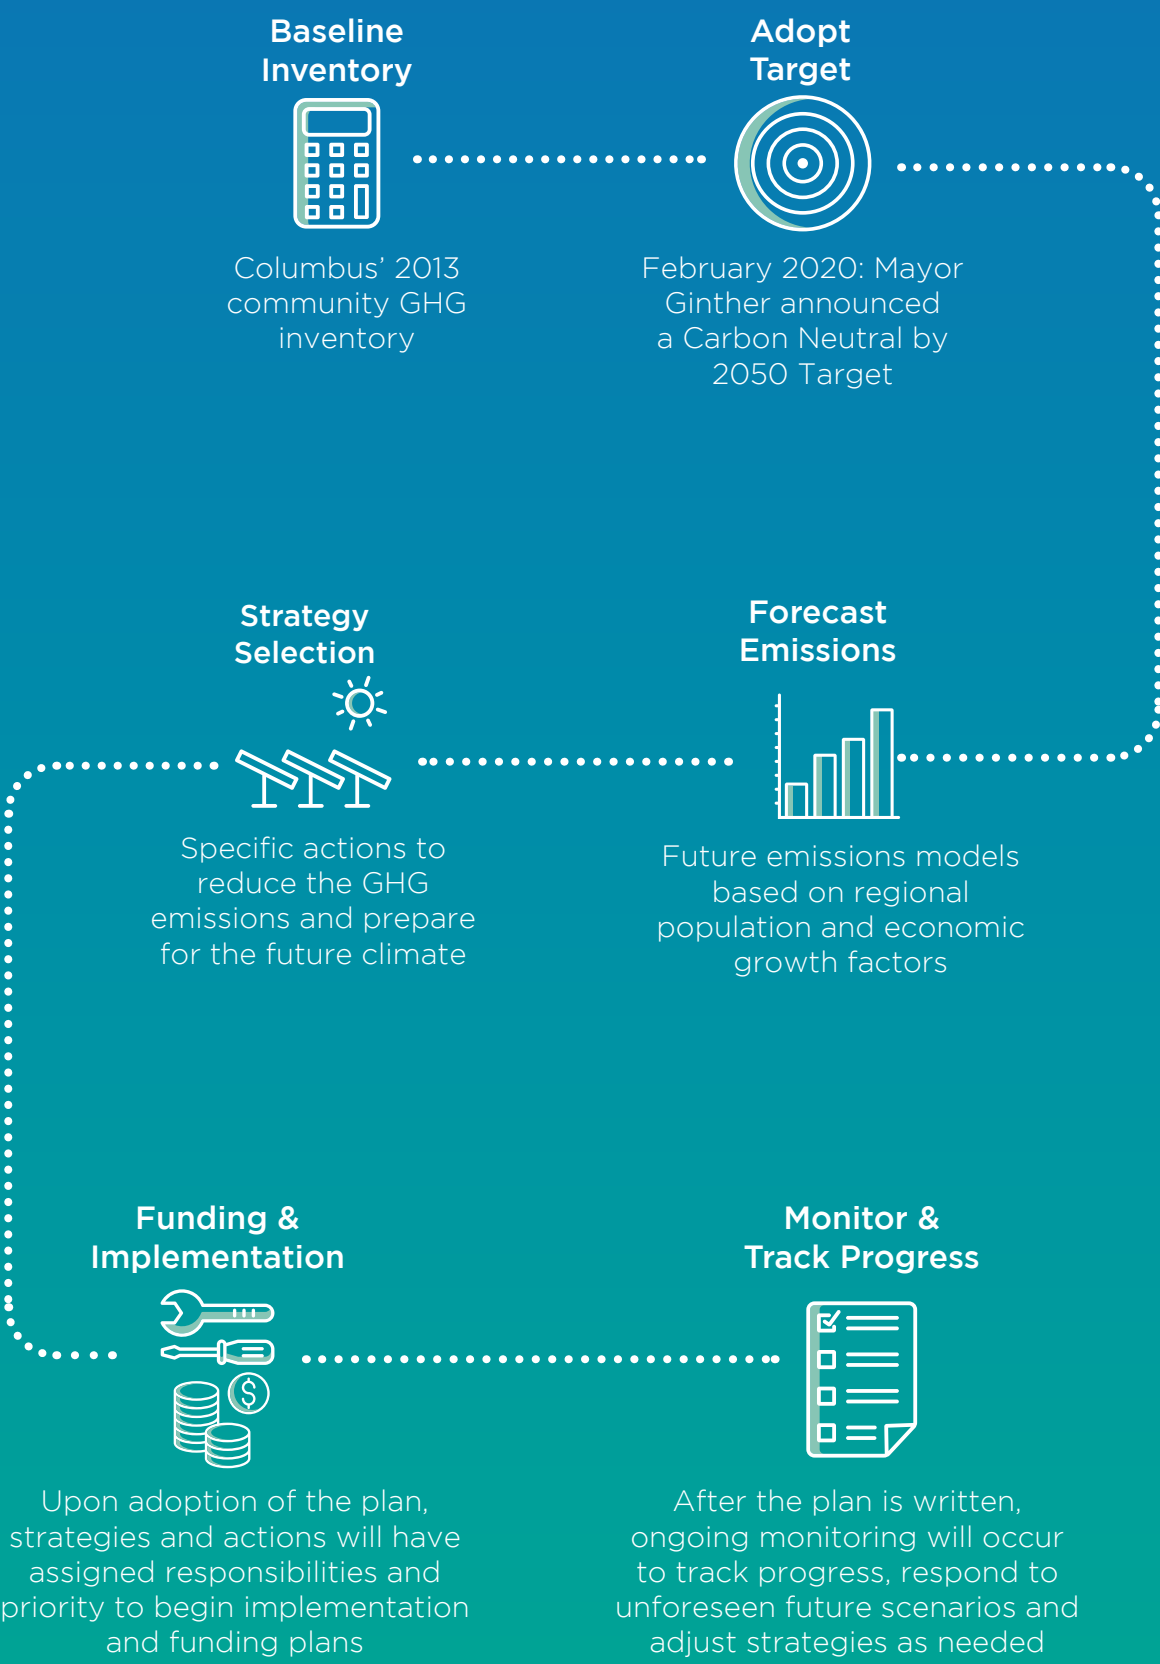 Baseline
Inventory
Columbus’ 2013
community GHG
inventory
Adopt
Target
February 2020: Mayor
Ginther announced
a Carbon Neutral by
2050 Target
Forecast
Emissions
Future emissions models
based on regional
population and economic
growth factors
Strategy
Selection
Specific actions to
reduce the GHG
emissions and prepare
for the future climate
Funding &
Implementation
$
Upon adoption of the plan,
strategies and actions will have
assigned responsibilities and
priority to begin implementation
and funding plans
Monitor &
Track Progress
After the plan is written,
ongoing monitoring will occur
to track progress, respond to
unforeseen future scenarios and
adjust strategies as needed